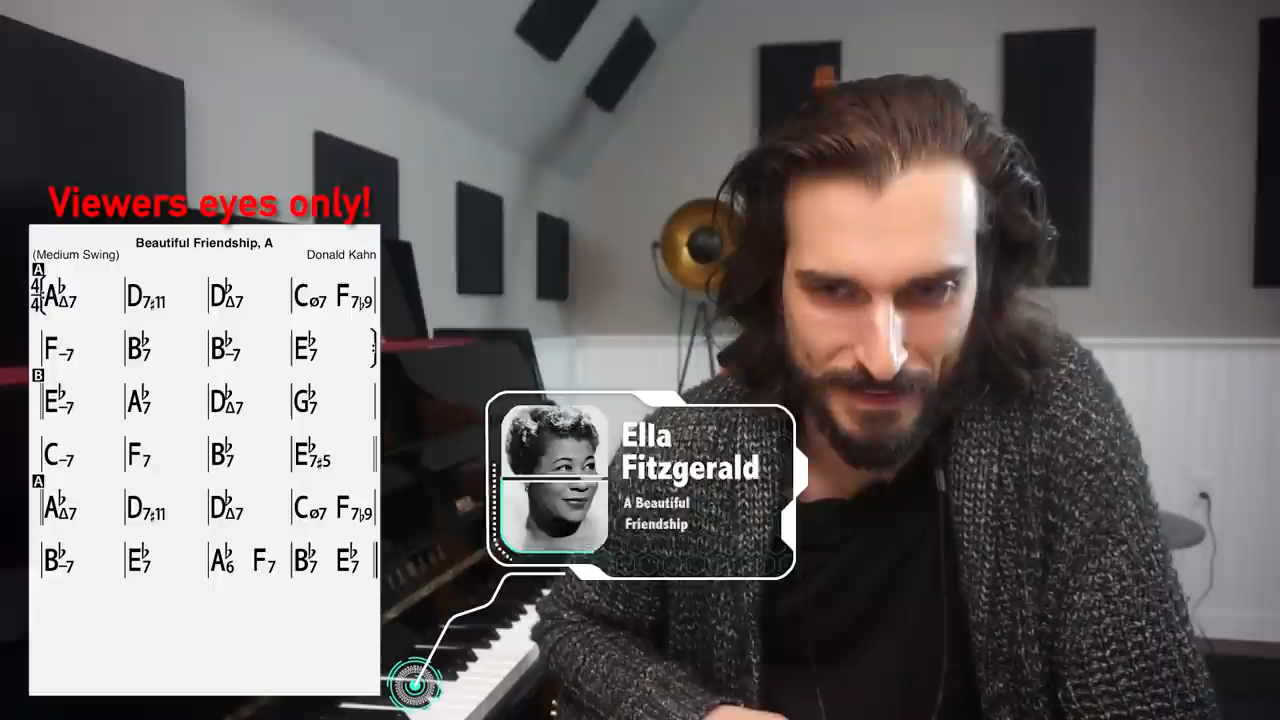 Viewers eyes only!
Beautiful Friendship, A
(Medium Swing) Donald Kahn
A
4/4 A♭Δ7 | D7♯11 | D♭Δ7 | Cø7 F7♭9 |
F-7 | B♭7 | B♭-7 | E♭7
B
E♭-7 | A♭7 | D♭Δ7 | G♭7 |
C-7 | F7 | B♭7 | E♭7♯5
A
A♭Δ7 | D7♯11 | D♭Δ7 | Cø7 F7♭9 |
B♭-7 | E♭7 | A♭6 F7 | B♭7 E♭7
Ella
Fitzgerald
A Beautiful
Friendship